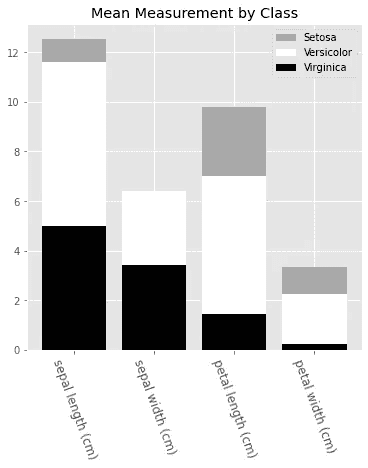 Mean Measurement by Class
Setosa
Versicolor
Virginica
12
10
8
6
4
2
0
sepal length (cm)
sepal width (cm)
petal length (cm)
petal width (cm)